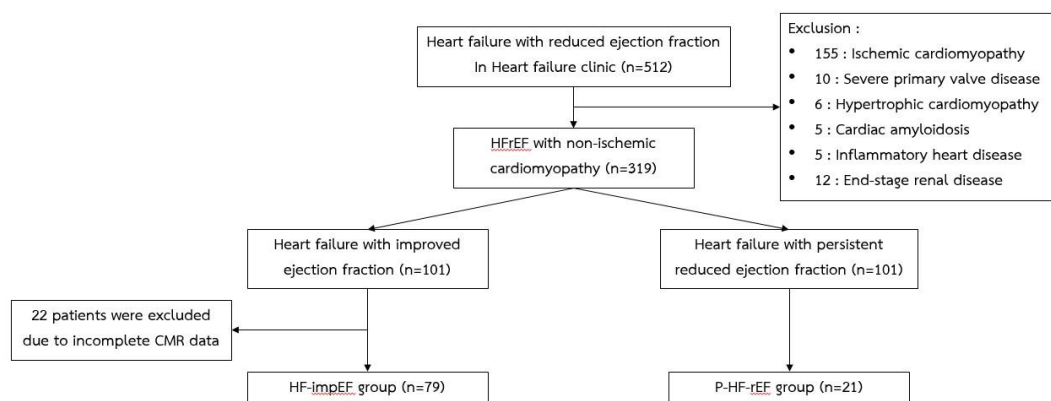 Heart failure with reduced ejection fraction
In Heart failure clinic (n=512)
Exclusion :
• 155 : Ischemic cardiomyopathy
• 10 : Severe primary valve disease
• 6 : Hypertrophic cardiomyopathy
• 5 : Cardiac amyloidosis
• 5 : Inflammatory heart disease
• 12 : End-stage renal disease
HFrEF with non-ischemic
cardiomyopathy (n=319)
Heart failure with improved
ejection fraction (n=101)
Heart failure with persistent
reduced ejection fraction (n=101)
22 patients were excluded
due to incomplete CMR data
HF-impEF group (n=79)
P-HF-rEF group (n=21)